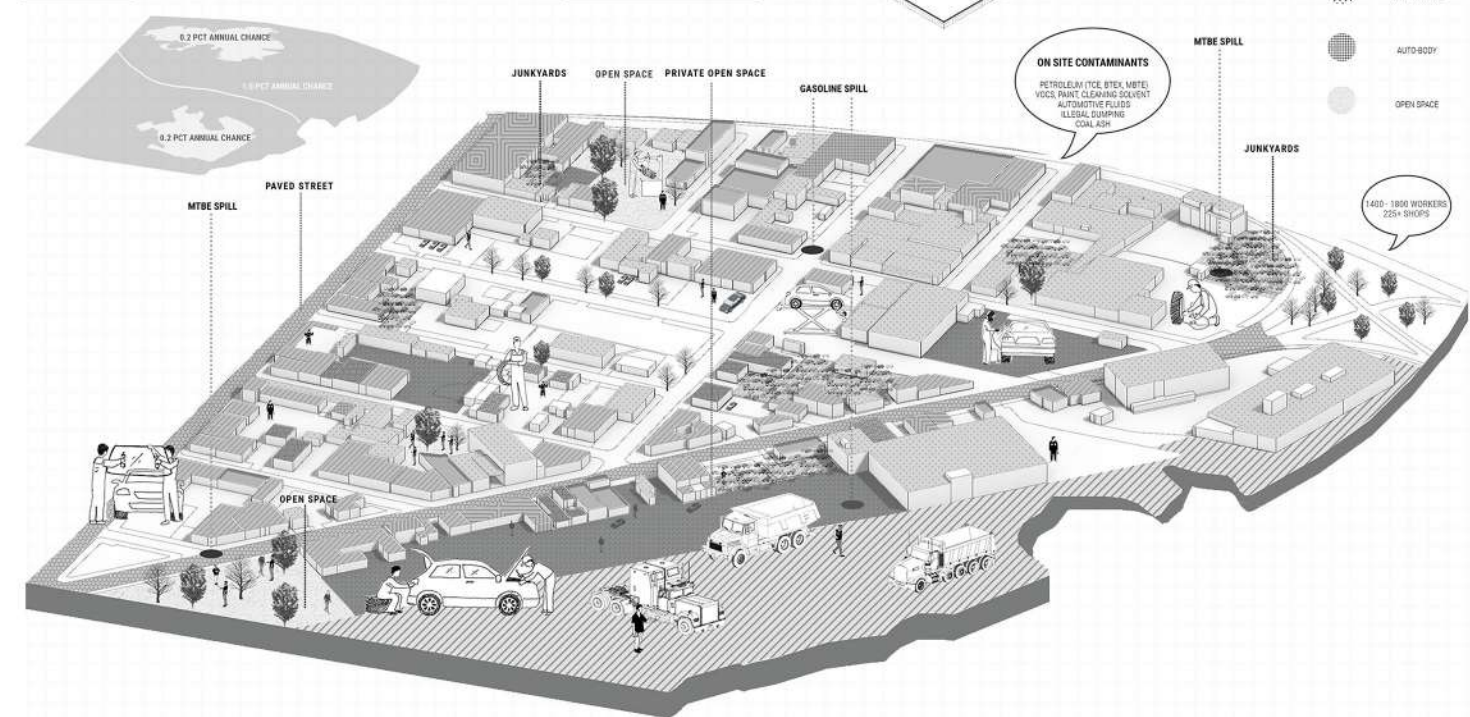 0.2 PCT ANNUAL CHANCE
1.0 PCT ANNUAL CHANCE
0.2 PCT ANNUAL CHANCE
MTBE SPILL
PAVED STREET
JUNKYARDS
OPEN SPACE
PRIVATE OPEN SPACE
GASOLINE SPILL
ON SITE CONTAMINANTS
PETROLEUM (TCE, BTEX, MBTE)
VOCS, PAINT, CLEANING SOLVENT
AUTOMOTIVE FLUIDS
ILLEGAL DUMPING
COAL ASH
MTBE SPILL
JUNKYARDS
AUTO-BODY
OPEN SPACE
1400 - 1800 WORKERS
225+ SHOPS
OPEN SPACE